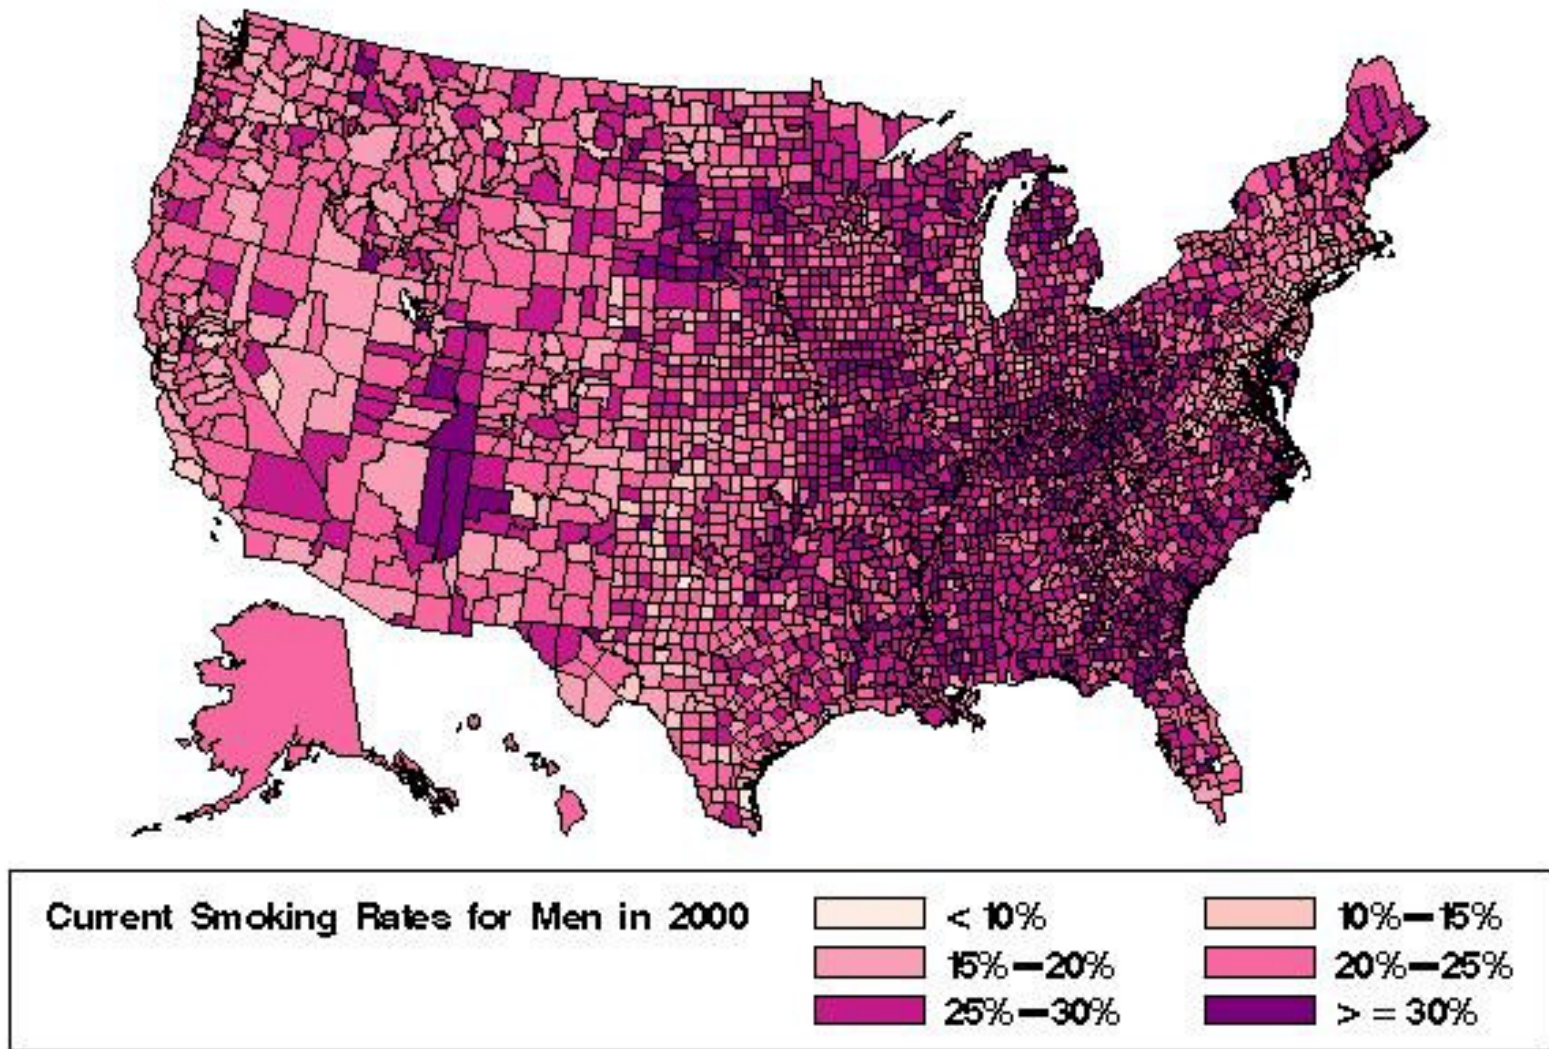 Current Smoking Rates for Men in 2000
< 10%
10%−15%
15%−20%
20%−25%
25%−30%
> = 30%